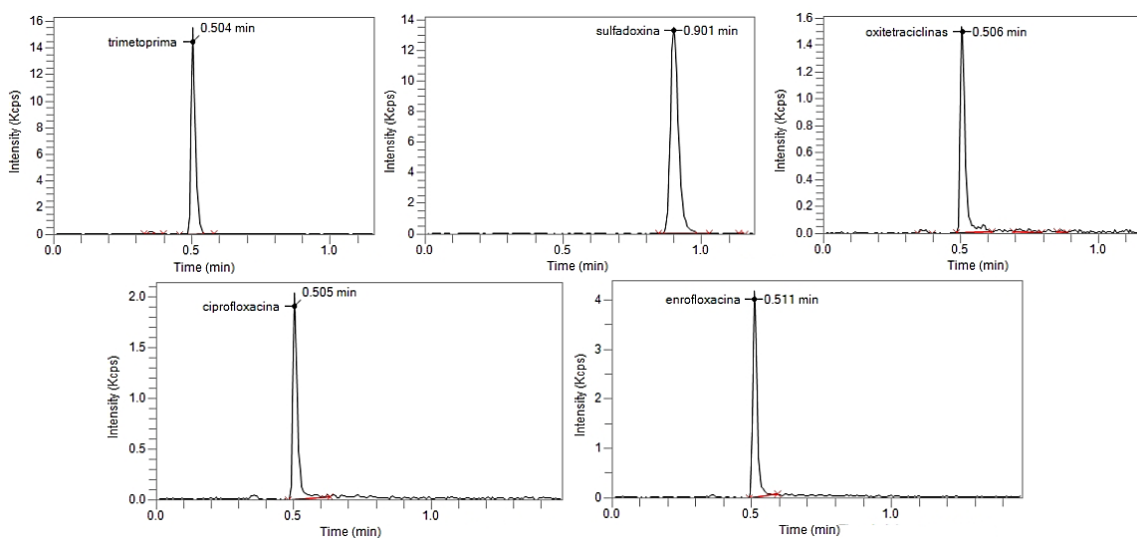 16
14
12
10
8
6
4
2
0
Intensity (Kcps)
trimetoprima
0.504 min
0.0
0.5
1.0
Time (min)
14
12
10
8
6
4
2
0
Intensity (Kcps)
sulfadoxina
0.901 min
0.0
0.5
1.0
Time (min)
1.6
1.4
1.2
1.0
0.8
0.6
0.4
0.2
0.0
Intensity (Kcps)
oxitetraciclinas
0.506 min
0.0
0.5
1.0
Time (min)
2.0
1.5
1.0
0.5
0.0
Intensity (Kcps)
ciprofloxacina
0.505 min
0.0
0.5
1.0
Time (min)
4
3
2
1
0
Intensity (Kcps)
enrofloxacina
0.511 min
0.0
0.5
1.0
Time (min)